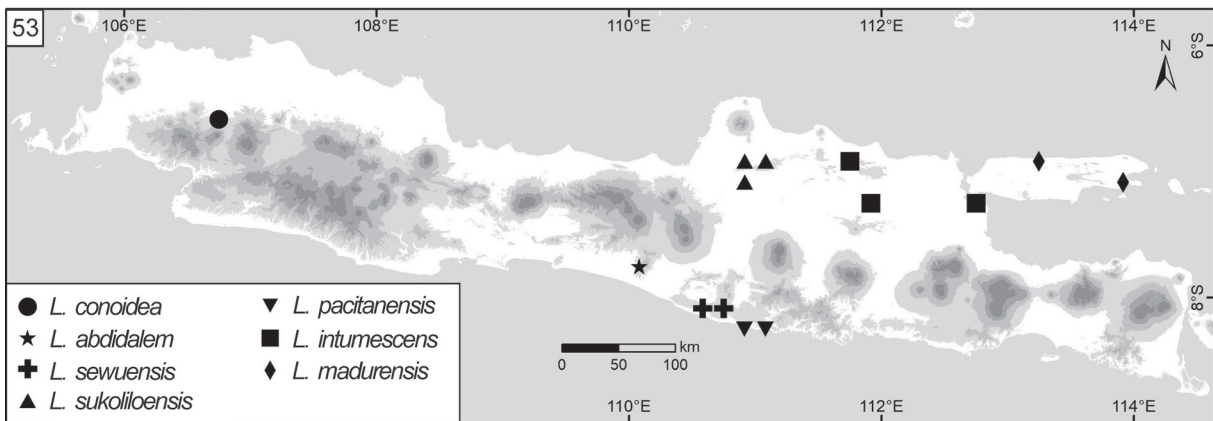 53
106°E 108°E 110°E 112°E 114°E
6°S
N
8°S
L. conoidea
L. abdidalem
L. sewuensis
L. sukoliloensis
L. pacitanensis
L. intumescens
L. madurensis
km
0 50 100
110°E 112°E 114°E